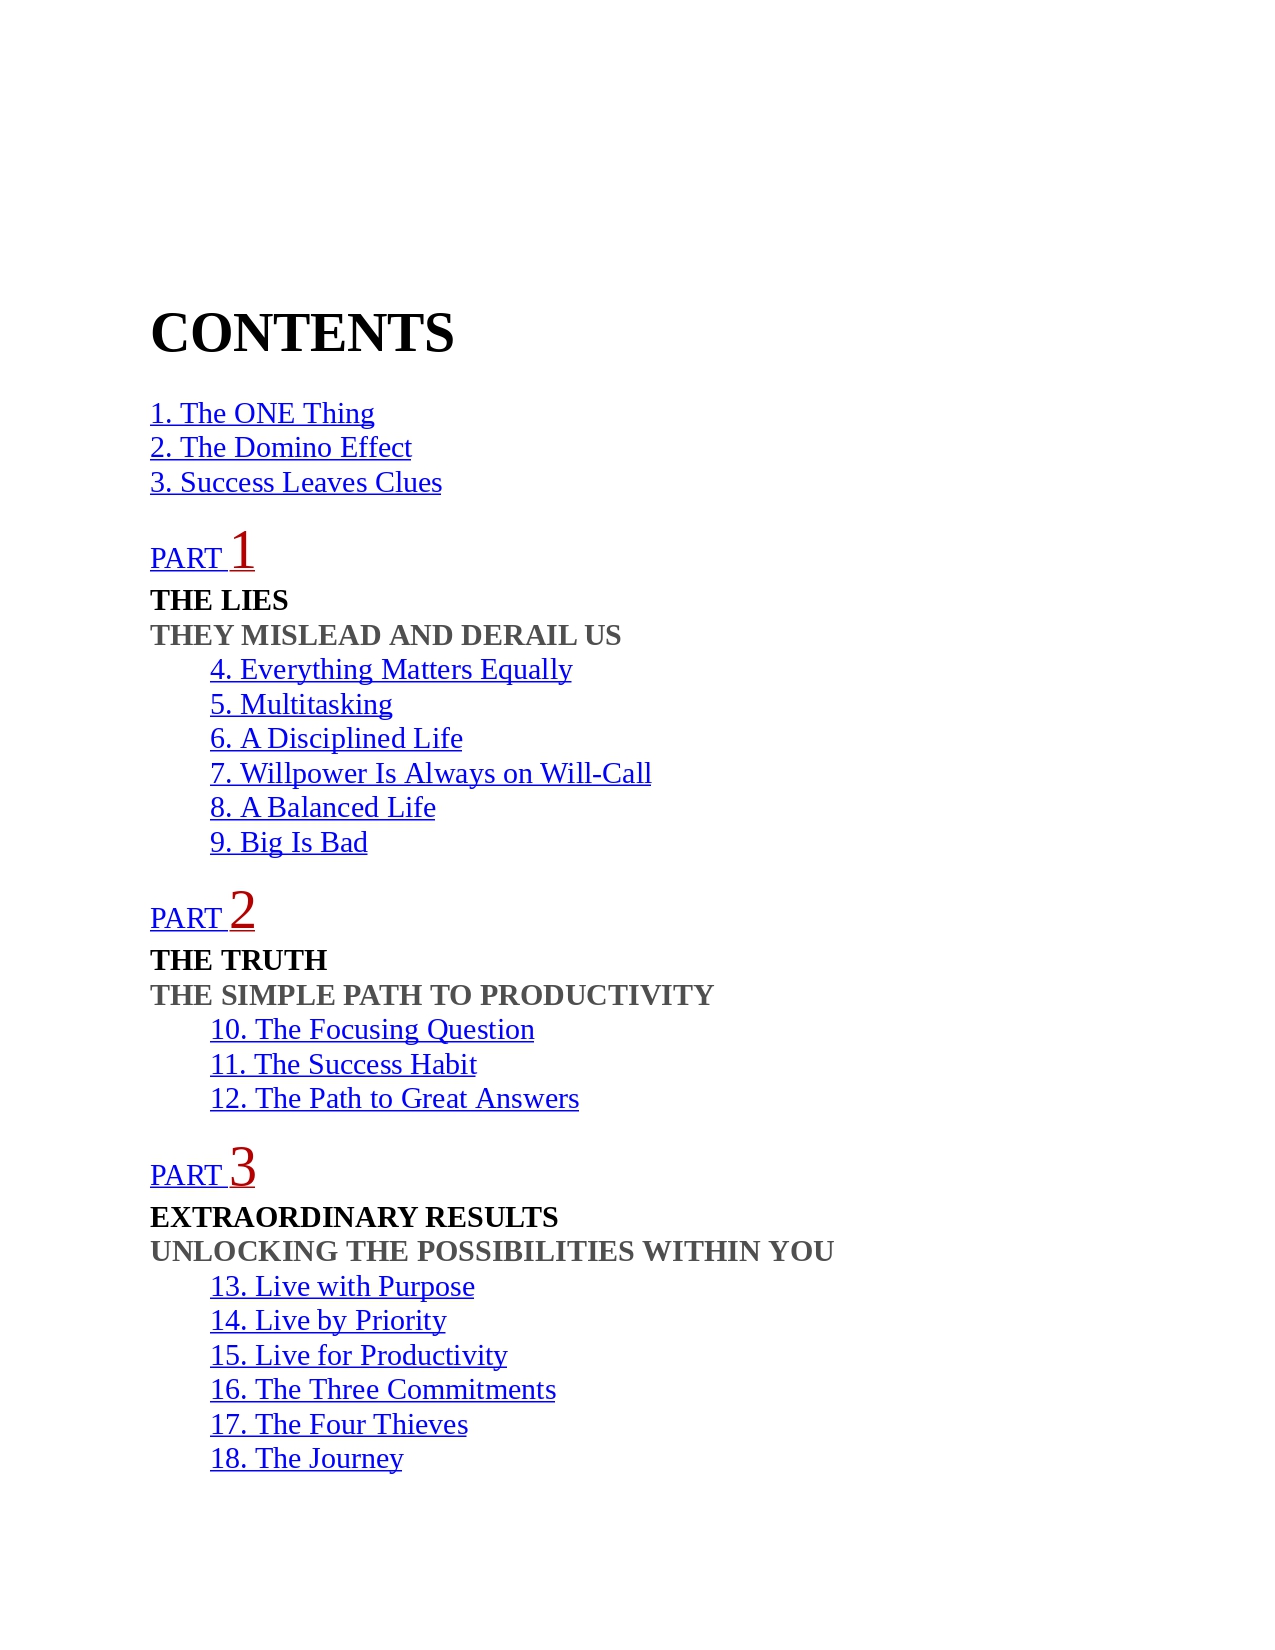 CONTENTS
1. The ONE Thing
2. The Domino Effect
3. Success Leaves Clues
PART 1
THE LIES
THEY MISLEAD AND DERAIL US
4. Everything Matters Equally
5. Multitasking
6. A Disciplined Life
7. Willpower Is Always on Will-Call
8. A Balanced Life
9. Big Is Bad
PART 2
THE TRUTH
THE SIMPLE PATH TO PRODUCTIVITY
10. The Focusing Question
11. The Success Habit
12. The Path to Great Answers
PART 3
EXTRAORDINARY RESULTS
UNLOCKING THE POSSIBILITIES WITHIN YOU
13. Live with Purpose
14. Live by Priority
15. Live for Productivity
16. The Three Commitments
17. The Four Thieves
18. The Journey